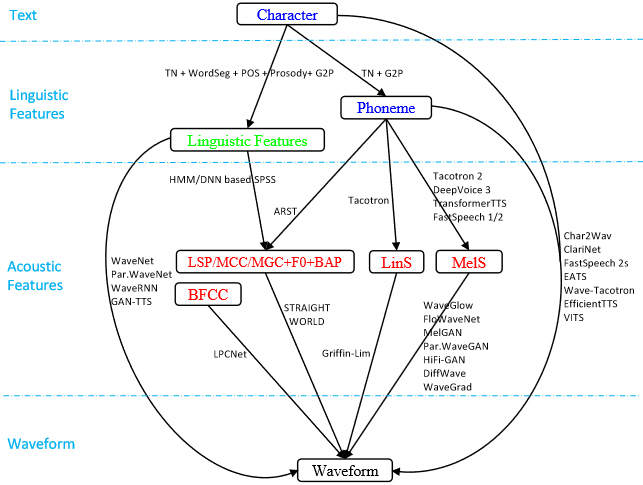 Text
Character
TN + WordSeg + POS + Prosody+ G2P
TN + G2P
Linguistic
Features
Phoneme
Linguistic Features
HMM/DNN based SPSS
ARST
Tacotron
Tacotron 2
DeepVoice 3
TransformerTTS
FastSpeech 1/2
Char2Wav
ClariNet
FastSpeech 2s
EATS
Wave-Tacotron
EfficientTTS
VITS
WaveNet
Par.WaveNet
WaveRNN
GAN-TTS
Acoustic
Features
LSP/MCC/MGC+F0+BAP
LinS
MelS
BFCC
STRAIGHT
WORLD
LPCNet
Griffin-Lim
WaveGlow
FloWaveNet
MelGAN
Par.WaveGAN
HiFi-GAN
DiffWave
WaveGrad
Waveform
Waveform